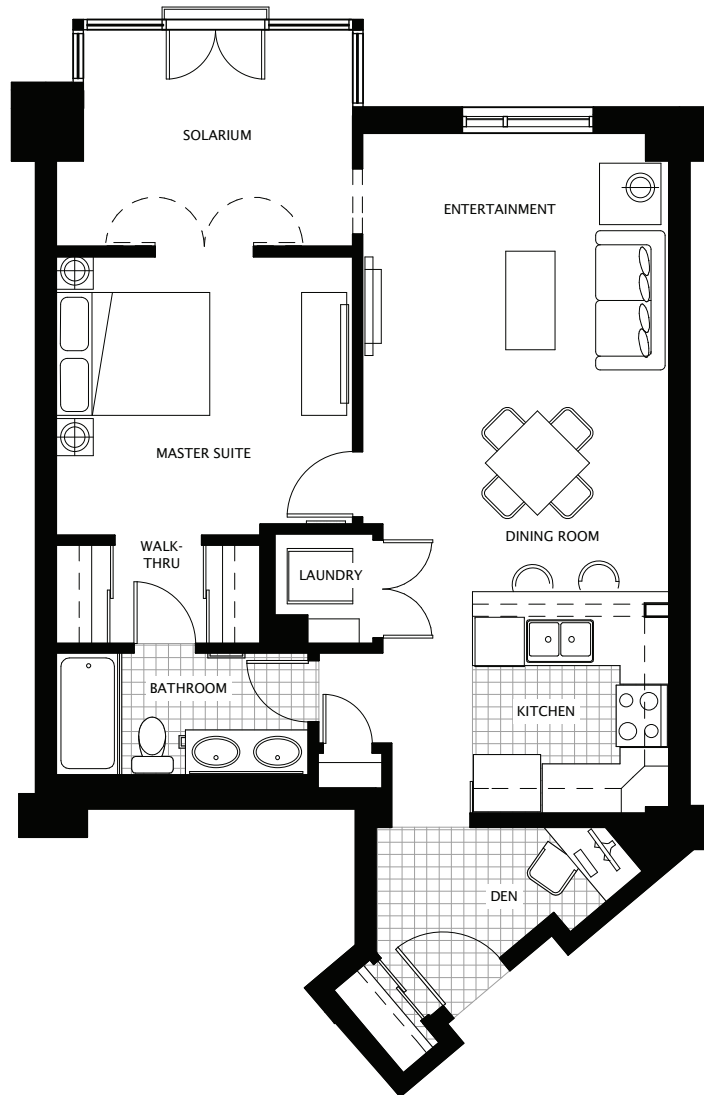 SOLARIUM
ENTERTAINMENT
MASTER SUITE
DINING ROOM
WALK-
THRU
LAUNDRY
BATHROOM
KITCHEN
DEN